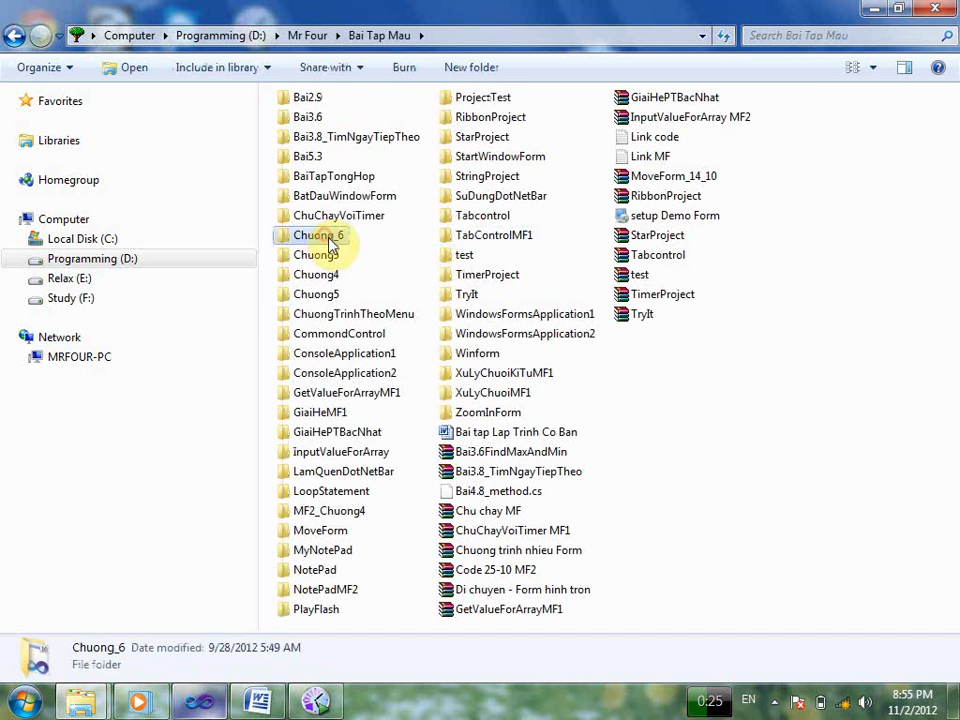 Computer ▸ Programming (D:) ▸ Mr Four ▸ Bai Tap Mau ▸
Search Bai Tap Mau
Organize Open Include in library Share with Burn New folder
Favorites
Libraries
Homegroup
Computer
Local Disk (C:)
Programming (D:)
Relax (E:)
Study (F:)
Network
MRFOUR-PC
Bai2.9
Bai3.6
Bai3.8_TimNgayTiepTheo
Bai5.3
BaiTapTongHop
BatDauWindowForm
ChuChayVoiTimer
Chuong_6
Chuong3
Chuong4
Chuong5
ChuongTrinhTheoMenu
CommondControl
ConsoleApplication1
ConsoleApplication2
GetValueForArrayMF1
GiaiHeMF1
GiaiHePTBacNhat
InputValueForArray
LamQuenDotNetBar
LoopStatement
MF2_Chuong4
MoveForm
MyNotePad
NotePad
NotePadMF2
PlayFlash
ProjectTest
RibbonProject
StarProject
StartWindowForm
StringProject
SuDungDotNetBar
Tabcontrol
TabControlMF1
test
TimerProject
TryIt
WindowsFormsApplication1
WindowsFormsApplication2
Winform
XuLyChuoiKiTuMF1
XuLyChuoiMF1
ZoomInForm
Bai tap Lap Trinh Co Ban
Bai3.6FindMaxAndMin
Bai3.8_TimNgayTiepTheo
Bai4.8_method.cs
Chu chay MF
ChuChayVoiTimer MF1
Chuong trinh nhieu Form
Code 25-10 MF2
Di chuyen - Form hinh tron
GetValueForArrayMF1
GiaiHePTBacNhat
InputValueForArray MF2
Link code
Link MF
MoveForm_14_10
RibbonProject
setup Demo Form
StarProject
Tabcontrol
test
TimerProject
TryIt
Chuong_6 Date modified: 9/28/2012 5:49 AM
File folder
0:25
EN
8:55 PM
11/2/2012